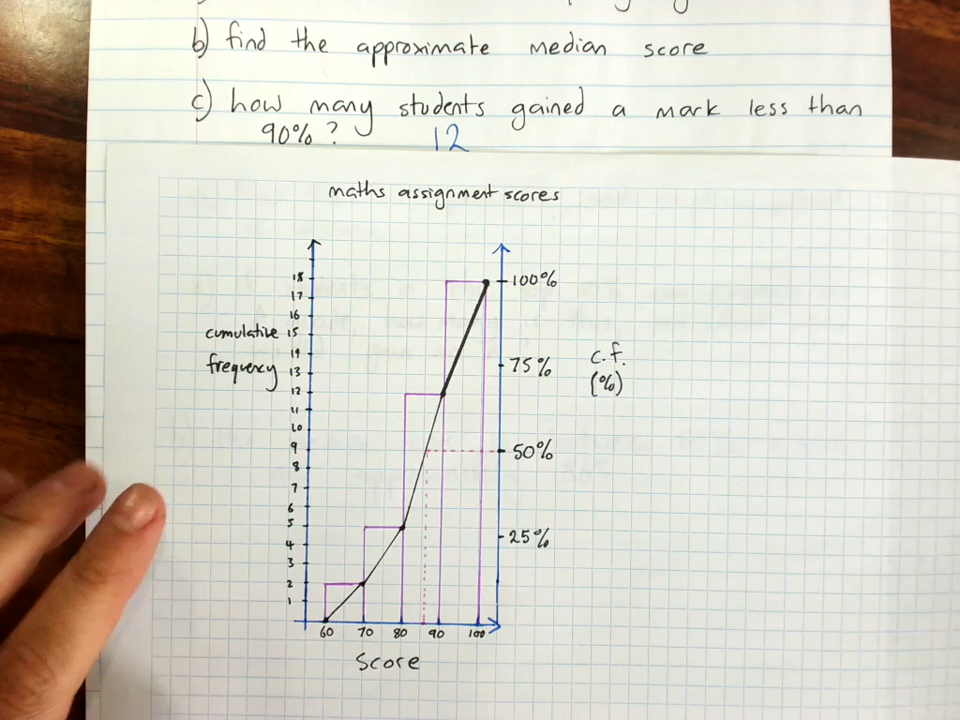 b) find the approximate median score
c) how many students gained a mark less than
90% ? 12
maths assignment scores
18
17
16
15
14
13
12
11
10
9
8
7
6
5
4
3
2
1
cumulative
frequency
100%
75%
50%
25%
c.f.
(%)
60 70 80 90 100
Score